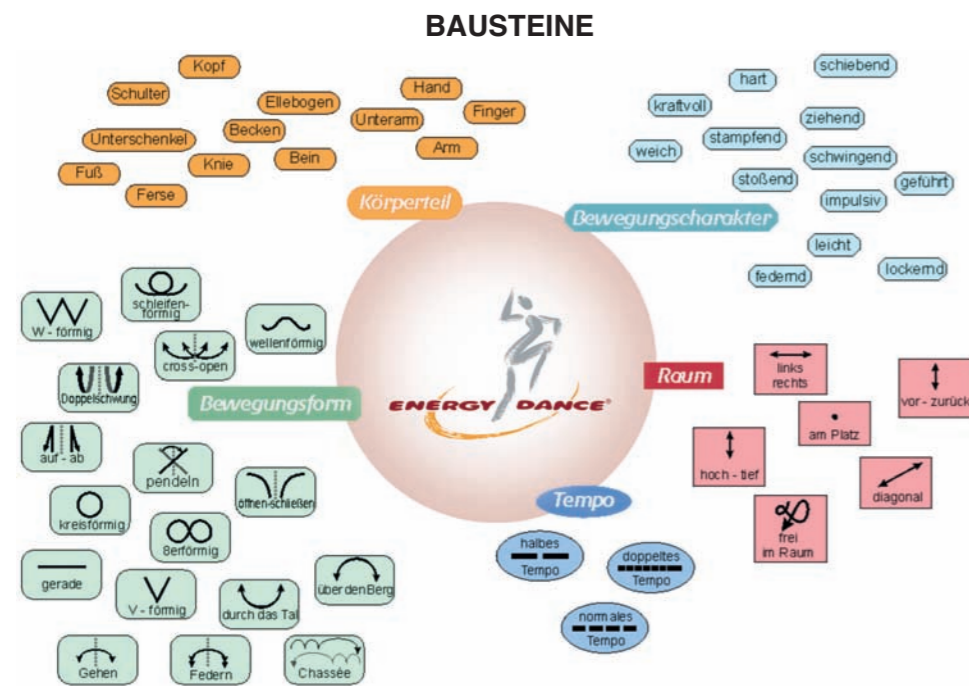 BAUSTEINE
Kopf
Schulter
Ellebogen
Hand
Finger
Unterschenkel
Becken
Unterarm
Arm
Fuß
Knie
Bein
Ferse
Körperteil
schiebend
hart
kraftvoll
ziehend
weich
stampfend
schwingend
stoßend
geführt
impulsiv
leicht
federnd
lockernd
Bewegungscharakter
W - förmig
schleifen-
förmig
wellenförmig
cross-open
Doppelschwung
Bewegungsform
auf - ab
pendeln
öffnen-schließen
kreisförmig
8erförmig
gerade
V - förmig
durch das Tal
über den Berg
Gehen
Federn
Chassée
ENERGY DANCE®
Raum
links
rechts
vor - zurück
am Platz
hoch - tief
diagonal
frei
im Raum
Tempo
halbes
Tempo
doppeltes
Tempo
normales
Tempo